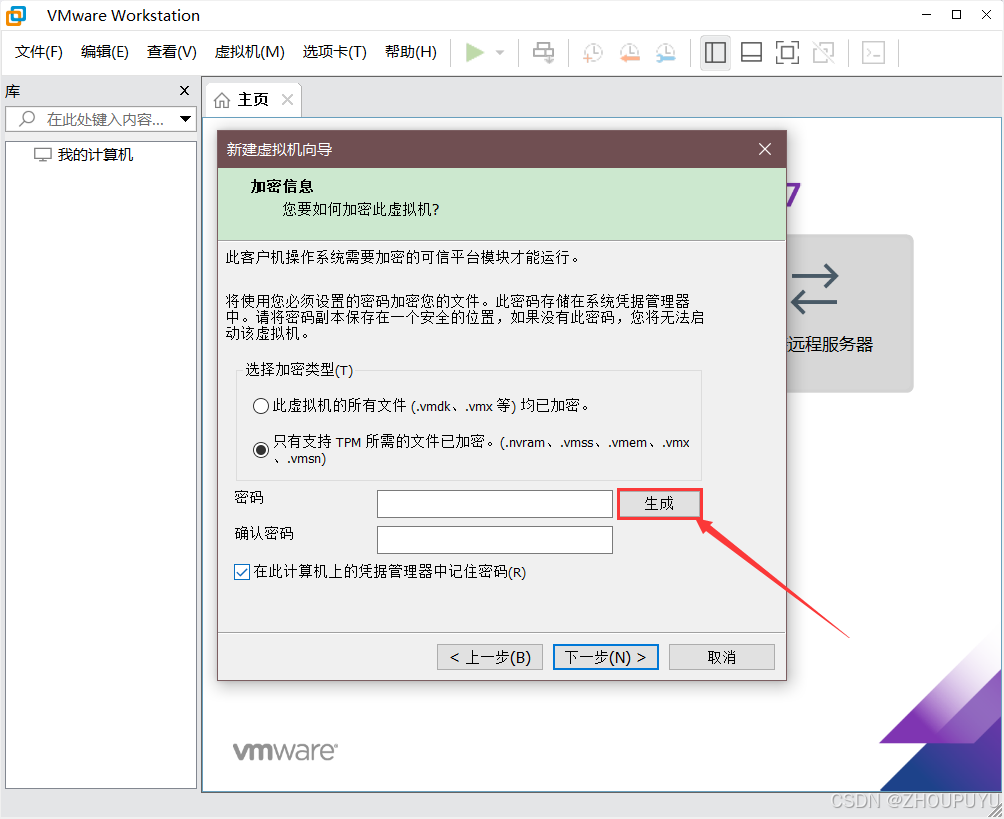 VMware Workstation
文件(F) 编辑(E) 查看(V) 虚拟机(M) 选项卡(T) 帮助(H)
库
主页
在此处键入内容...
我的计算机
新建虚拟机向导
加密信息
您要如何加密此虚拟机?
7
此客户机操作系统需要加密的可信平台模块才能运行。
将使用您必须设置的密码加密您的文件。此密码存储在系统凭据管理器
中。请将密码副本保存在一个安全的位置，如果没有此密码，您将无法启
动该虚拟机。
远程服务器
选择加密类型(T)
此虚拟机的所有文件 (.vmdk、.vmx 等) 均已加密。
只有支持 TPM 所需的文件已加密。(.nvram、.vmss、.vmem、.vmx
、.vmsn)
密码
生成
确认密码
在此计算机上的凭据管理器中记住密码(R)
< 上一步(B) 下一步(N) > 取消
vmware
CSDN @ZHOUPUYU